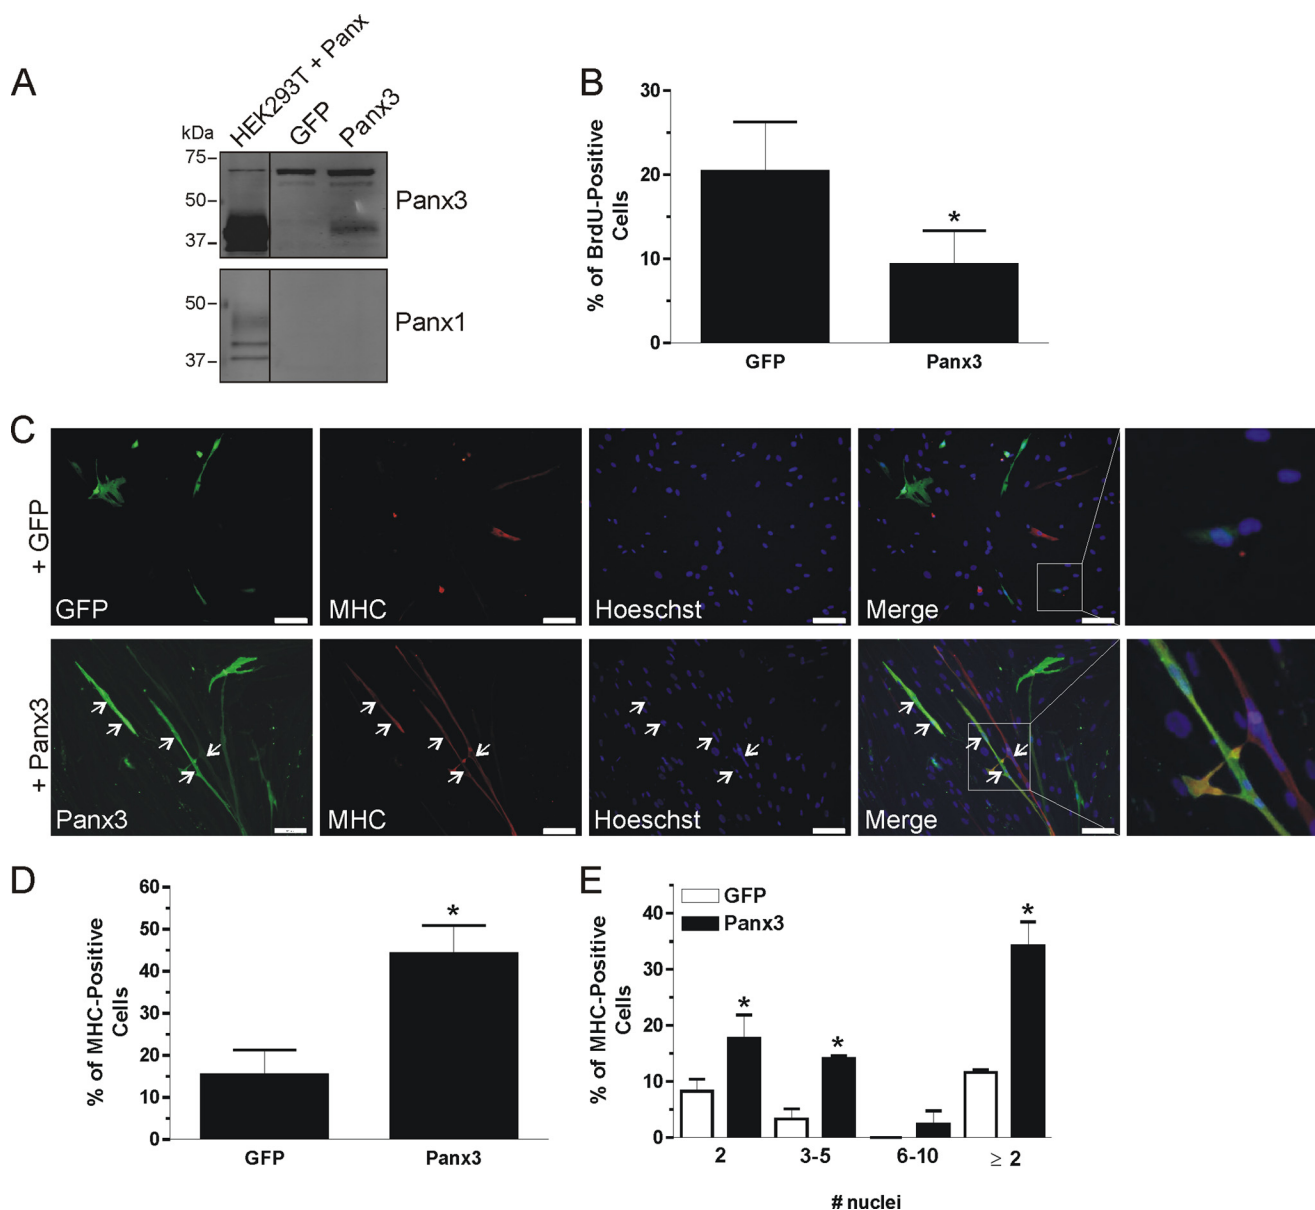 A
HEK293T + Panx
GFP
Panx3
kDa
75
50
37
Panx3
50
37
Panx1
B
% of BrdU-Positive
Cells
30
20
10
0
*
GFP
Panx3
C
+ GFP
GFP
MHC
Hoeschst
Merge
+ Panx3
Panx3
MHC
Hoeschst
Merge
D
% of MHC-Positive
Cells
60
50
40
30
20
10
0
*
GFP
Panx3
E
% of MHC-Positive
Cells
40
30
20
10
0
GFP
Panx3
*
*
*
2
3-5
6-10
≥ 2
# nuclei